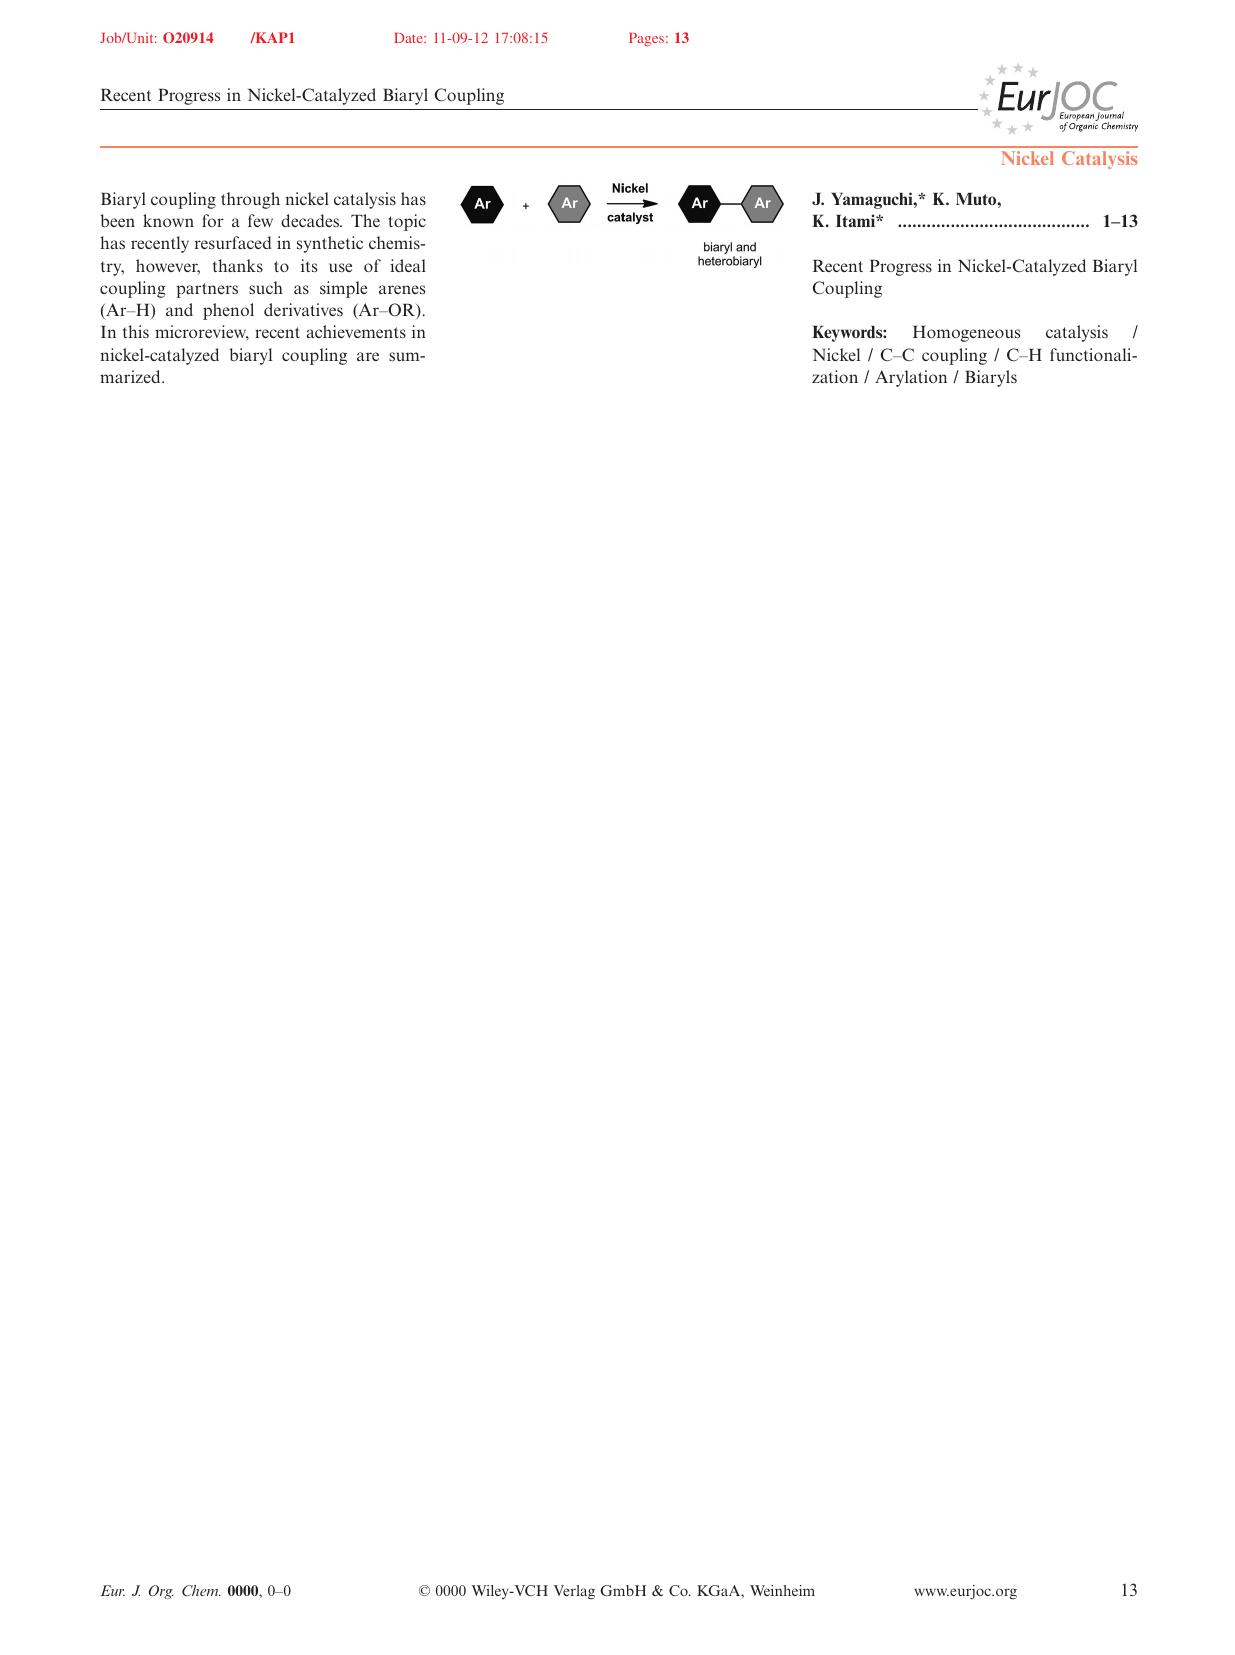 Job/Unit: O20914 /KAP1 Date: 11-09-12 17:08:15 Pages: 13
Recent Progress in Nickel-Catalyzed Biaryl Coupling
EurJOC
European Journal
of Organic Chemistry
Nickel Catalysis
Biaryl coupling through nickel catalysis has
been known for a few decades. The topic
has recently resurfaced in synthetic chemis-
try, however, thanks to its use of ideal
coupling partners such as simple arenes
(Ar–H) and phenol derivatives (Ar–OR).
In this microreview, recent achievements in
nickel-catalyzed biaryl coupling are sum-
marized.
Ar + Ar Nickel catalyst Ar Ar
biaryl and
heterobiaryl
J. Yamaguchi,* K. Muto,
K. Itami* ....................................... 1–13
Recent Progress in Nickel-Catalyzed Biaryl
Coupling
Keywords: Homogeneous catalysis /
Nickel / C–C coupling / C–H functionali-
zation / Arylation / Biaryls
Eur. J. Org. Chem. 0000, 0–0 © 0000 Wiley-VCH Verlag GmbH & Co. KGaA, Weinheim www.eurjoc.org 13